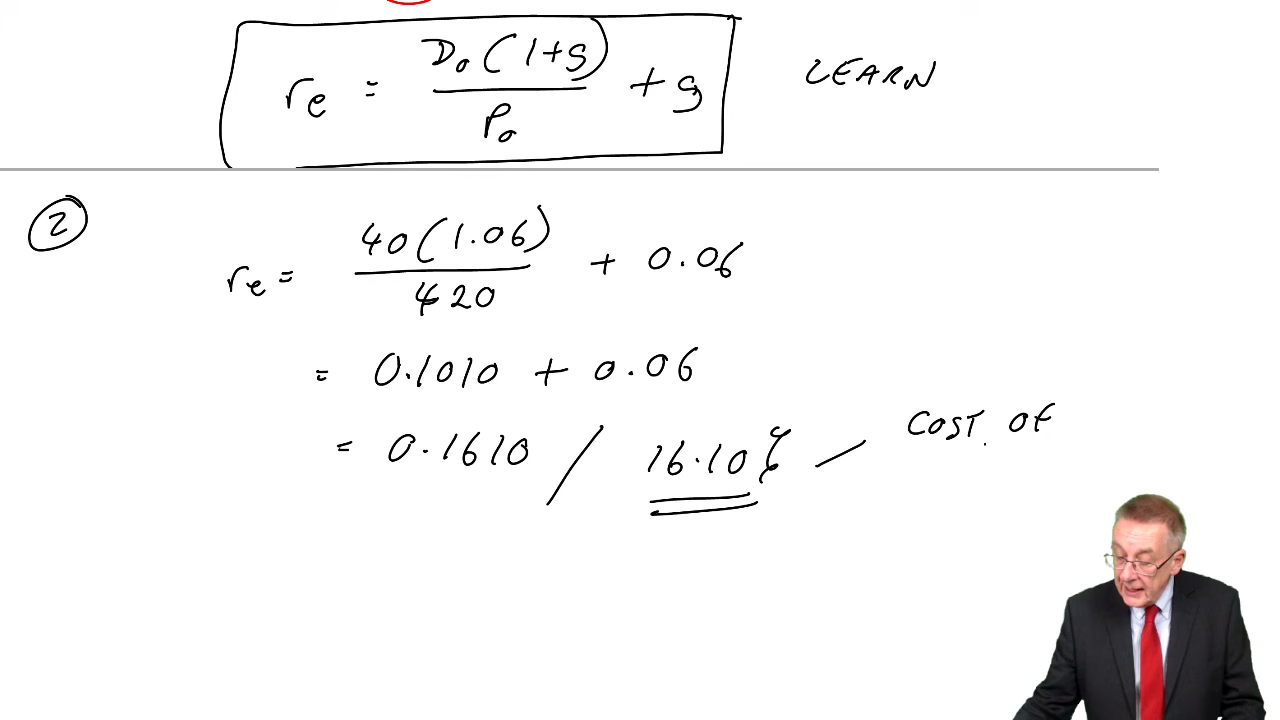 re = D₀(1+g) / P₀ + g LEARN
2
re = 40(1.06) / 420 + 0.06
= 0.1010 + 0.06
= 0.1610 / 16.10% — COST OF